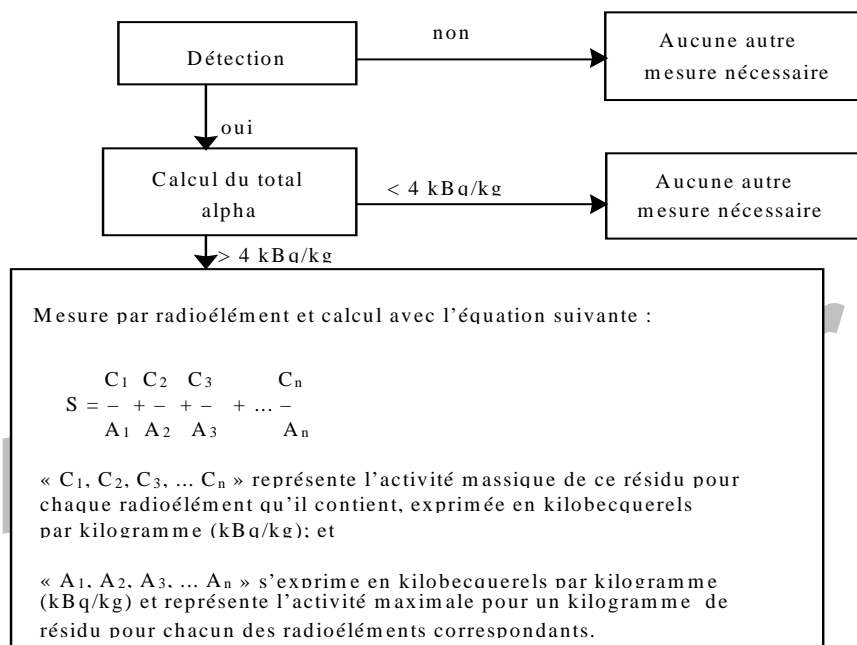 Détection
non
Aucune autre
mesure nécessaire
oui
Calcul du total
alpha
< 4 kBq/kg
Aucune autre
mesure nécessaire
> 4 kBq/kg
Mesure par radioélément et calcul avec l’équation suivante :
C₁ C₂ C₃ Cₙ
S = – + – + – + ... –
A₁ A₂ A₃ Aₙ
« C₁, C₂, C₃, ... Cₙ » représente l’activité massique de ce résidu pour
chaque radioélément qu’il contient, exprimée en kilobecquerels
par kilogramme (kBq/kg); et
« A₁, A₂, A₃, ... Aₙ » s’exprime en kilobecquerels par kilogramme
(kBq/kg) et représente l’activité maximale pour un kilogramme de
résidu pour chacun des radioéléments correspondants.